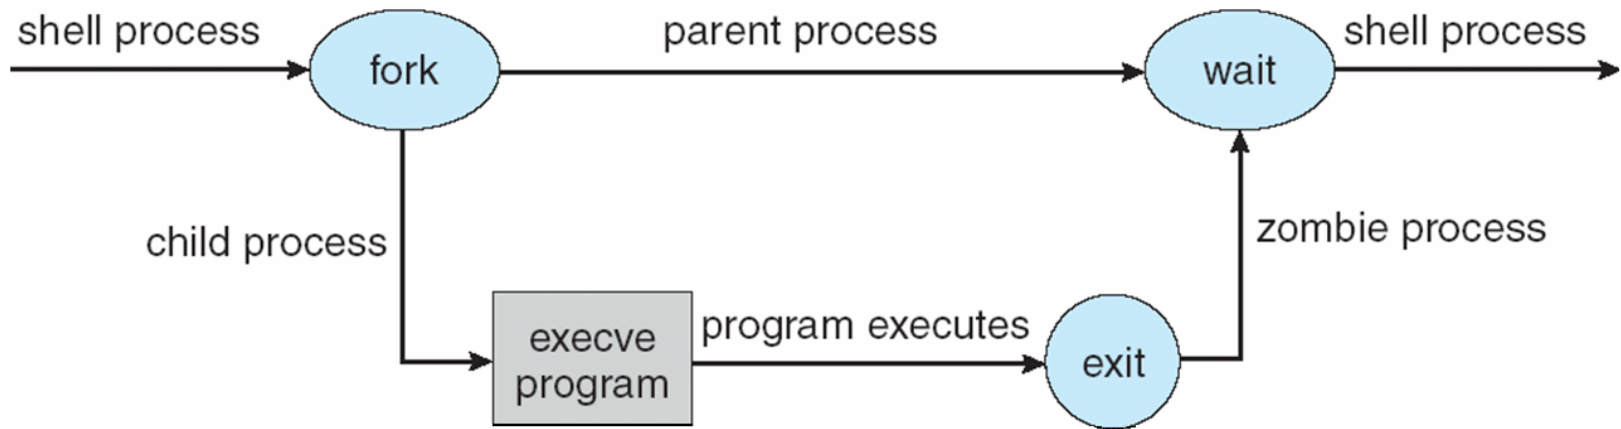 shell process
fork
parent process
wait
shell process
child process
zombie process
execve
program
program executes
exit